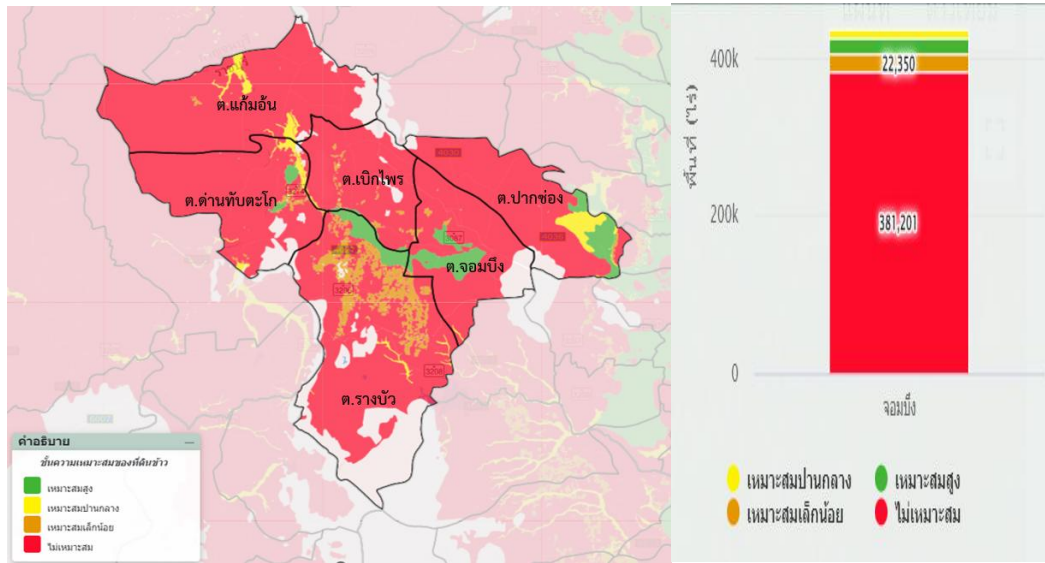 ต.แก้มอ้น
ต.เบิกไพร
ต.ด่านทับตะโก
ต.ปากช่อง
ต.จอมบึง
ต.รางบัว
3208
คำอธิบาย
ชั้นความเหมาะสมของที่ดินข้าว
เหมาะสมสูง
เหมาะสมปานกลาง
เหมาะสมเล็กน้อย
ไม่เหมาะสม
พื้นที่ (ไร่)
400k
200k
0
22,350
381,201
จอมบึง
เหมาะสมปานกลาง
เหมาะสมสูง
เหมาะสมเล็กน้อย
ไม่เหมาะสม